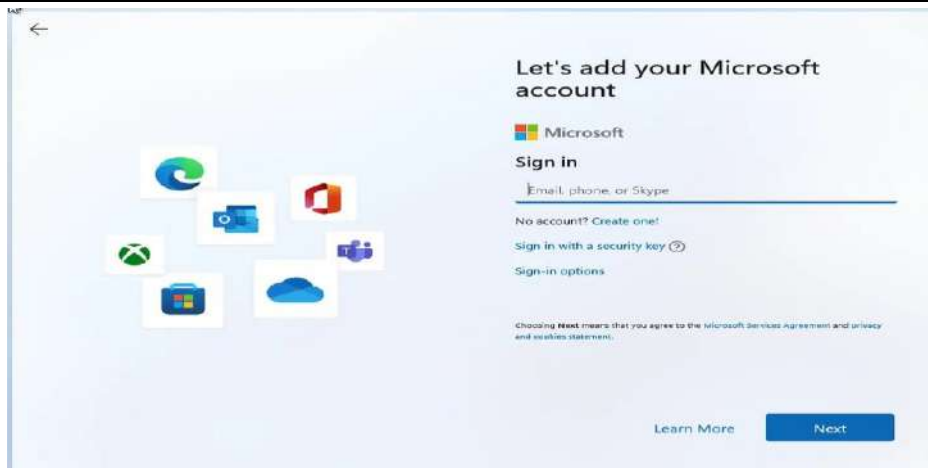 Let's add your Microsoft
account
Microsoft
Sign in
Email, phone, or Skype
No account? Create one!
Sign in with a security key
Sign-in options
Choosing Next means that you agree to the Microsoft Services Agreement and privacy
and cookies statement.
Learn More
Next